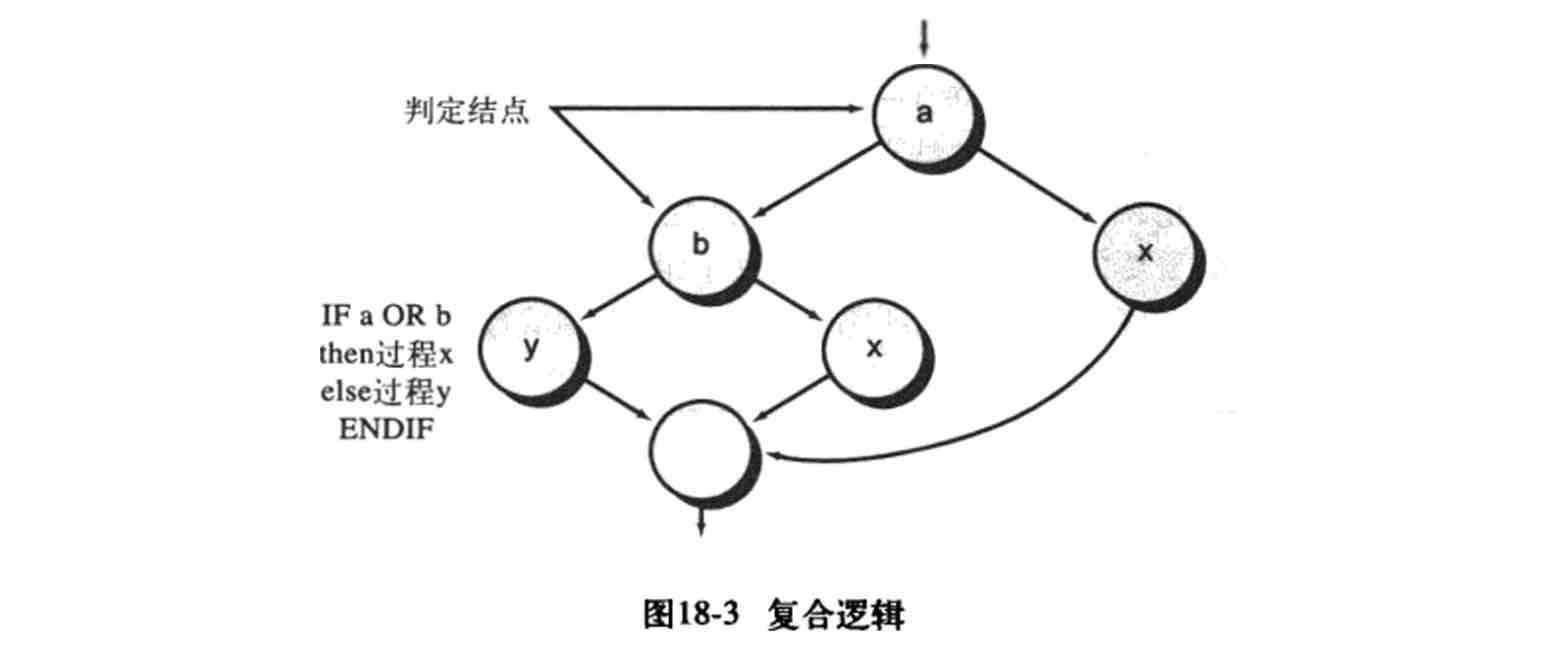 判定结点
a
b
x
IF a OR b
then过程x
else过程y
ENDIF
y
x
图18-3 复合逻辑